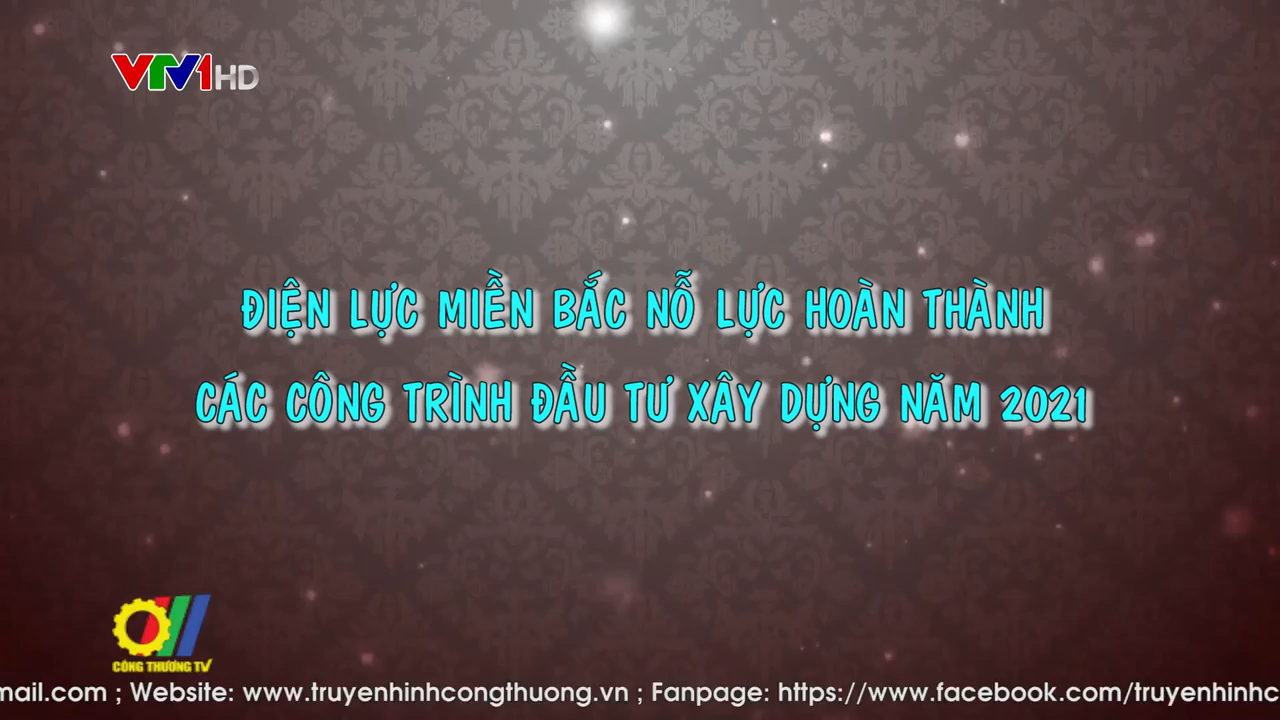 VTV1HD
ĐIỆN LỰC MIỀN BẮC NỖ LỰC HOÀN THÀNH
CÁC CÔNG TRÌNH ĐẦU TƯ XÂY DỰNG NĂM 2021
CÔNG THƯƠNG TV
mail.com ; Website: www.truyenhinhcongthuong.vn ; Fanpage: https://www.facebook.com/truyenhinhc